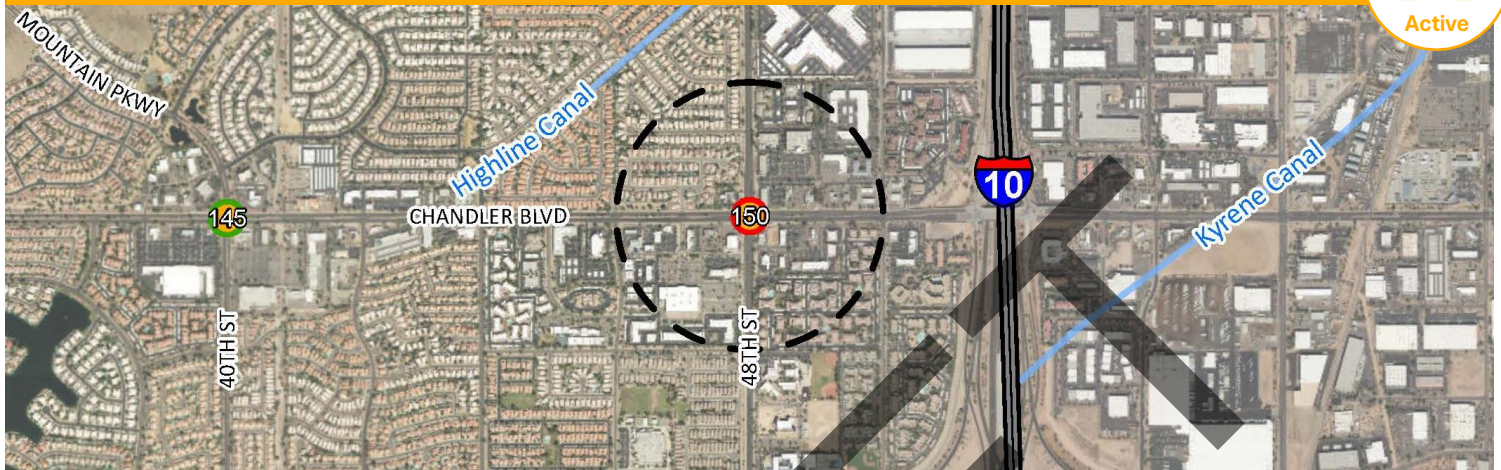 Active
MOUNTAIN PKWY
Highline Canal
10
Kyrene Canal
145
CHANDLER BLVD
150
40TH ST
48TH ST